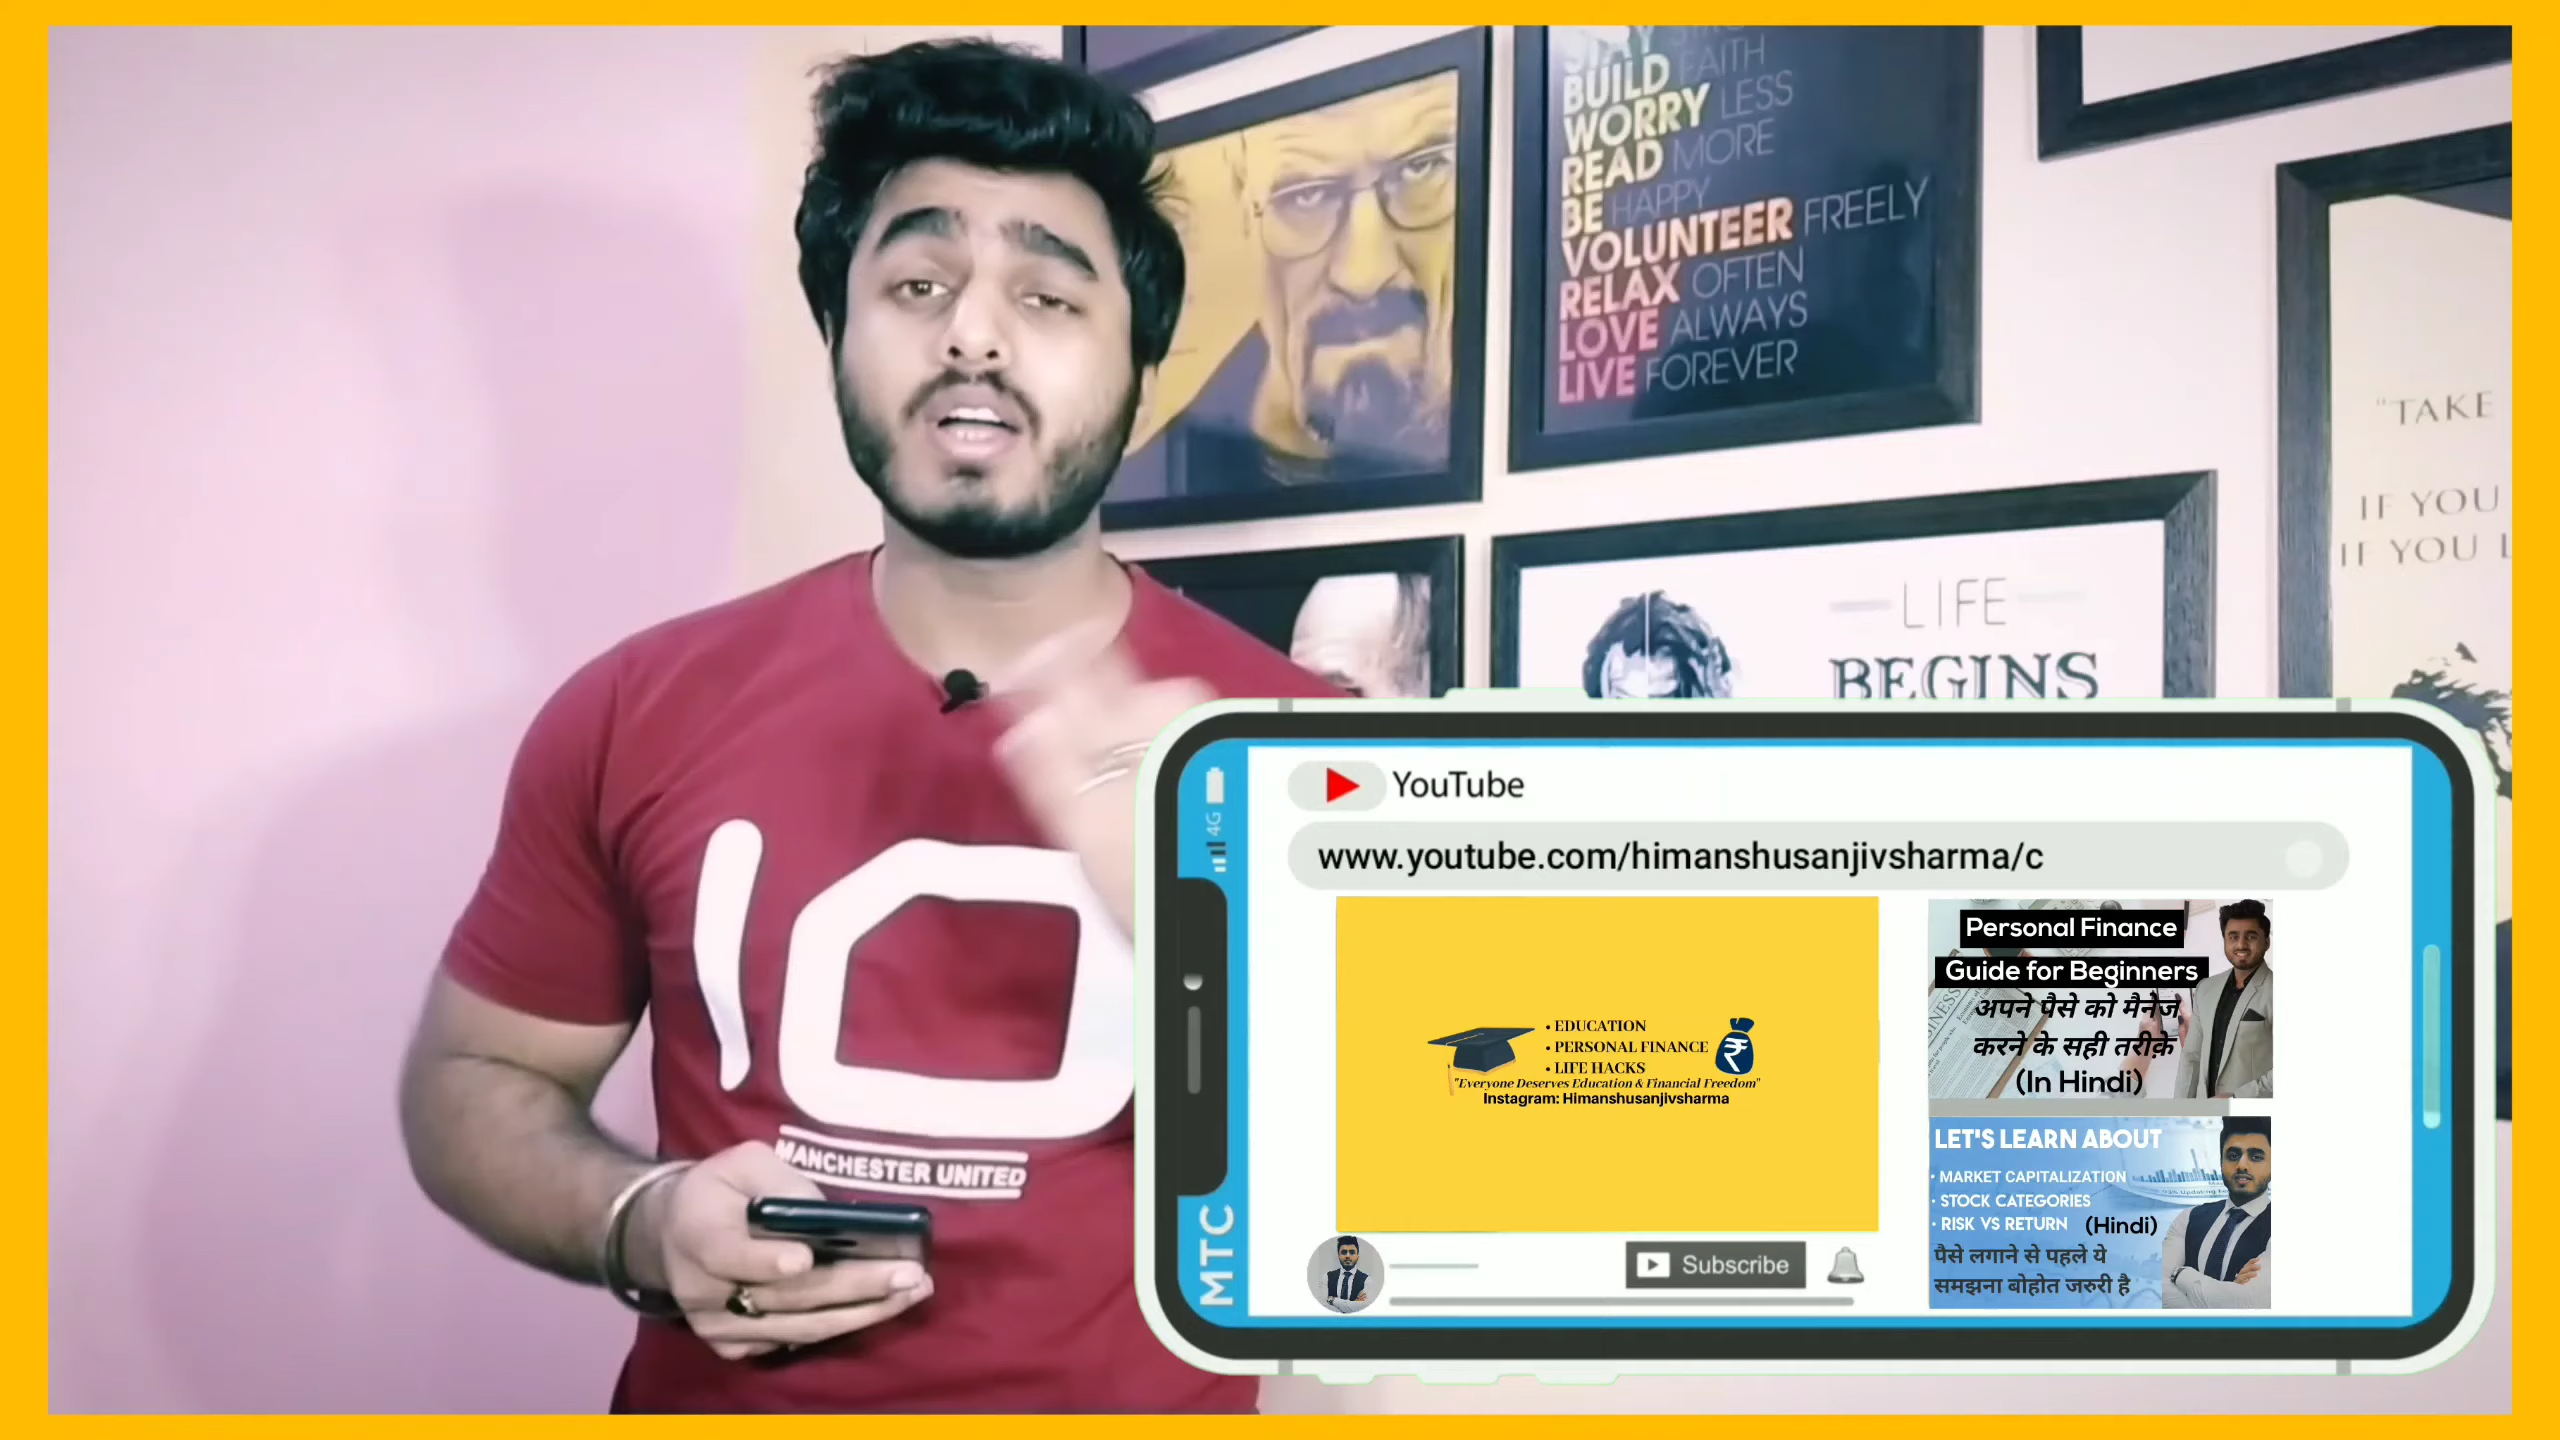 BUILD FAITH
WORRY LESS
READ MORE
BE HAPPY
VOLUNTEER FREELY
RELAX OFTEN
LOVE ALWAYS
LIVE FOREVER
"TAKE
IF YOU
IF YOU
LIFE
BEGINS
10
MANCHESTER UNITED
4G
MTC
YouTube
www.youtube.com/himanshusanjivsharma/c
• EDUCATION
• PERSONAL FINANCE
• LIFE HACKS
"Everyone Deserves Education & Financial Freedom"
Instagram: Himanshusanjivsharma
Subscribe
Personal Finance
Guide for Beginners
अपने पैसे को मैनेज
करने के सही तरीक़े
(In Hindi)
LET'S LEARN ABOUT
• MARKET CAPITALIZATION
• STOCK CATEGORIES
• RISK VS RETURN (Hindi)
पैसे लगाने से पहले ये
समझना बोहोत जरुरी है